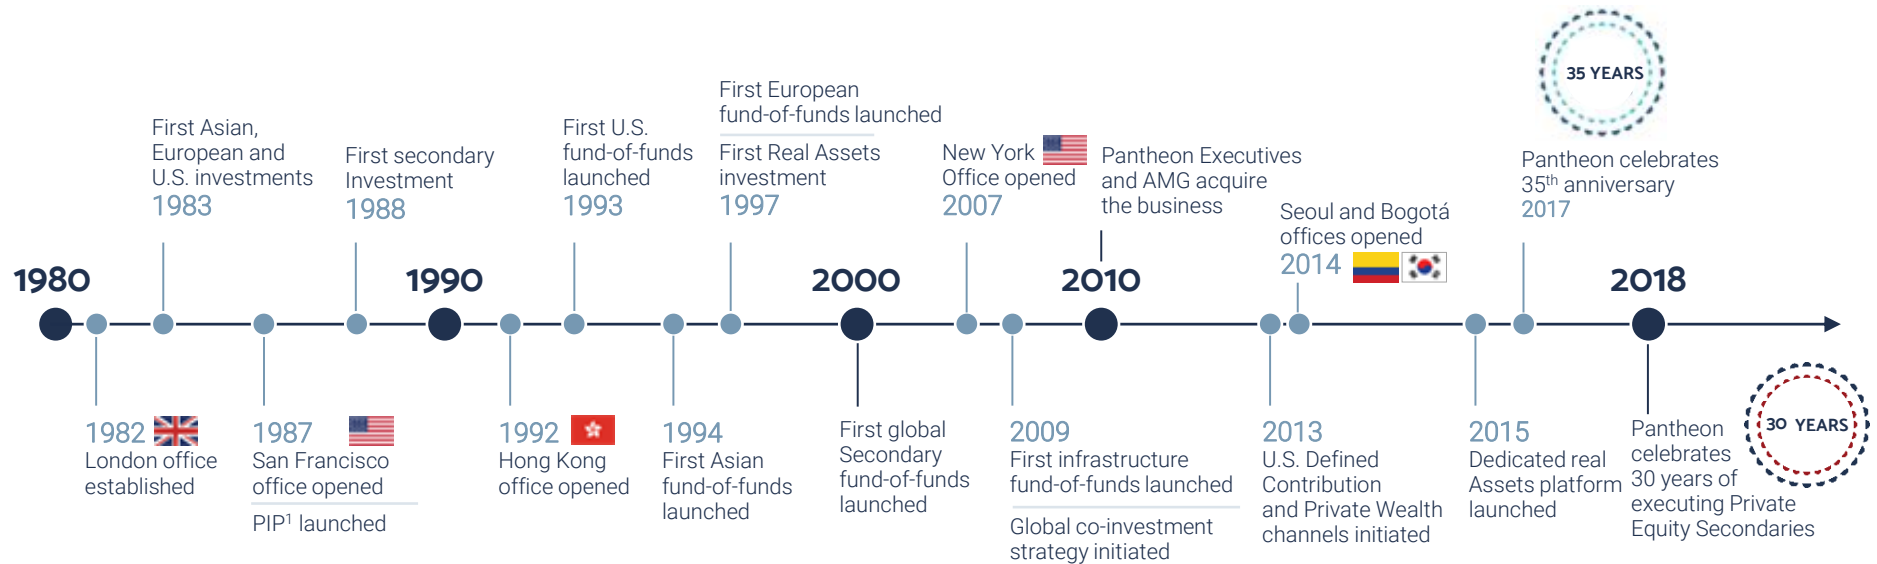 35 YEARS
First European
fund-of-funds launched
First Real Assets
investment
1997
First Asian,
European and
U.S. investments
1983
First secondary
Investment
1988
First U.S.
fund-of-funds
launched
1993
New York
Office opened
2007
Pantheon Executives
and AMG acquire
the business
Seoul and Bogotá
offices opened
2014
Pantheon celebrates
35th anniversary
2017
1980
1990
2000
2010
2018
1982
London office
established
1987
San Francisco
office opened
PIP¹ launched
1992
Hong Kong
office opened
1994
First Asian
fund-of-funds
launched
First global
Secondary
fund-of-funds
launched
2009
First infrastructure
fund-of-funds launched
Global co-investment
strategy initiated
2013
U.S. Defined
Contribution
and Private Wealth
channels initiated
2015
Dedicated real
Assets platform
launched
Pantheon
celebrates
30 years of
executing Private
Equity Secondaries
30 YEARS